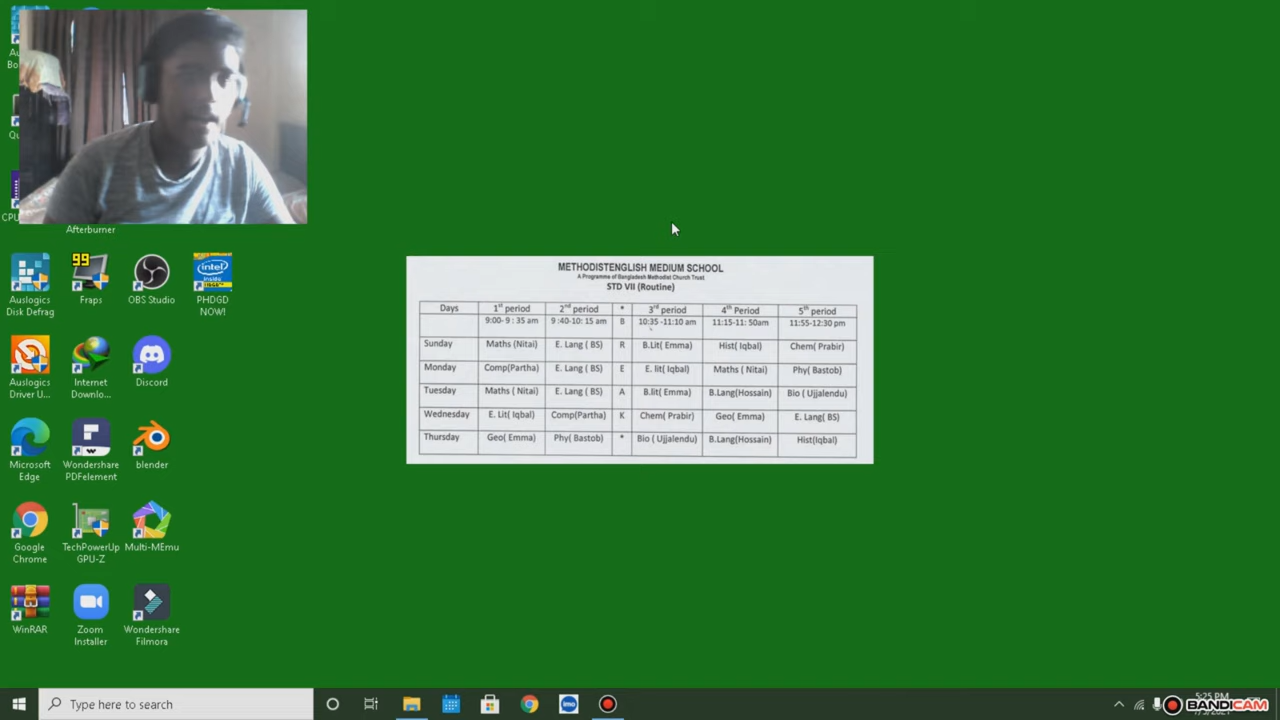 Afterburner
99
intel
inside
Auslogics
Disk Defrag
Fraps
OBS Studio
PHDGD
NOW!
Auslogics
Driver U...
Internet
Downlo...
Discord
Microsoft
Edge
Wondershare
PDFelement
blender
Google
Chrome
TechPowerUp
GPU-Z
Multi-MEmu
WinRAR
Zoom
Installer
Wondershare
Filmora
METHODISTENGLISH MEDIUM SCHOOL
A Programme of Bangladesh Methodist Church Trust
STD VII (Routine)
Days 1st period 2nd period * 3rd period 4th Period 5th period
9:00- 9 : 35 am 9 :40-10: 15 am B 10:35 -11:10 am 11:15-11: 50am 11:55-12:30 pm
Sunday Maths (Nitai) E. Lang ( BS) R B.Lit( Emma) Hist( Iqbal) Chem( Prabir)
Monday Comp(Partha) E. Lang ( BS) E E. lit( Iqbal) Maths ( Nitai) Phy( Bastob)
Tuesday Maths ( Nitai) E. Lang ( BS) A B.lit( Emma) B.Lang(Hossain) Bio ( Ujjalendu)
Wednesday E. Lit( Iqbal) Comp(Partha) K Chem( Prabir) Geo( Emma) E. Lang( BS)
Thursday Geo( Emma) Phy( Bastob) * Bio ( Ujjalendu) B.Lang(Hossain) Hist(Iqbal)
Type here to search
imo
5:25 PM
BANDICAM